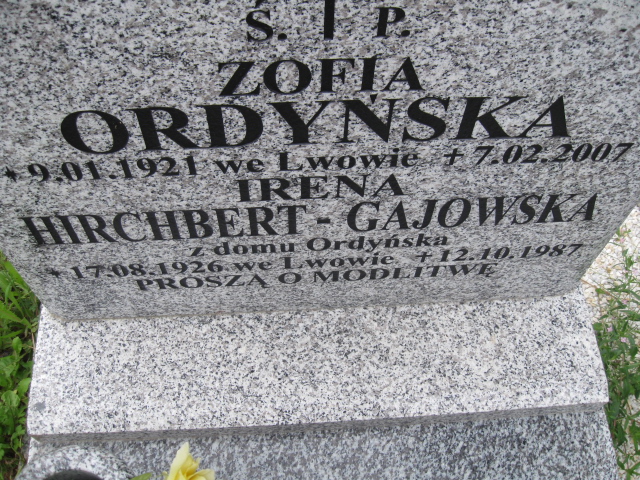 Ś. † P.
ZOFIA
ORDYŃSKA
* 9.01.1921 we Lwowie + 7.02.2007
IRENA
HIRCHBERT - GAJOWSKA
z domu Ordyńska
* 17.08.1926 we Lwowie + 12.10.1987
PROSZĄ O MODLITWĘ